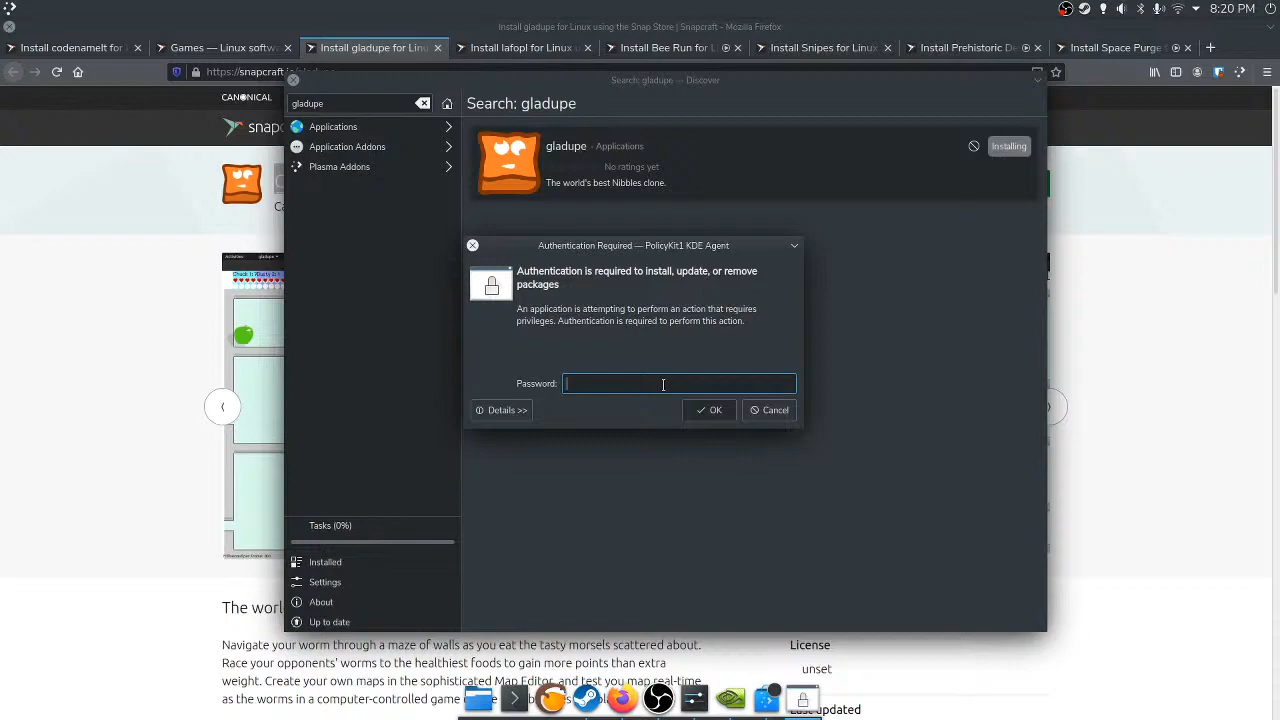 8:20 PM
Install gladupe for Linux using the Snap Store | Snapcraft - Mozilla Firefox
Install codenamelt for
Games — Linux softwa
Install gladupe for Linu
Install lafopl for Linux u
Install Bee Run for L
Install Snipes for Linux
Install Prehistoric De
Install Space Purge
https://snapcraft
Search: gladupe — Discover
CANONICAL
snap
gladupe
Applications
Application Addons
Plasma Addons
Search: gladupe
gladupe - Applications
Installing
No ratings yet
The world's best Nibbles clone.
Authentication Required — PolicyKit1 KDE Agent
Authentication is required to install, update, or remove
packages
An application is attempting to perform an action that requires
privileges. Authentication is required to perform this action.
Password:
Details >>
OK
Cancel
Tasks (0%)
Installed
Settings
About
Up to date
The worl
Navigate your worm through a maze of walls as you eat the tasty morsels scattered about.
Race your opponents' worms to the healthiest foods to gain more points than extra
weight. Create your own maps in the sophisticated Map Editor and test you map real-time
as the worms in a computer-controlled game
License
unset
Last updated